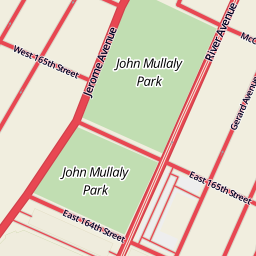 John Mullaly
Park
River Avenue
Jerome Avenue
West 165th Street
Gerard Avenue
John Mullaly
Park
East 165th Street
East 164th Street